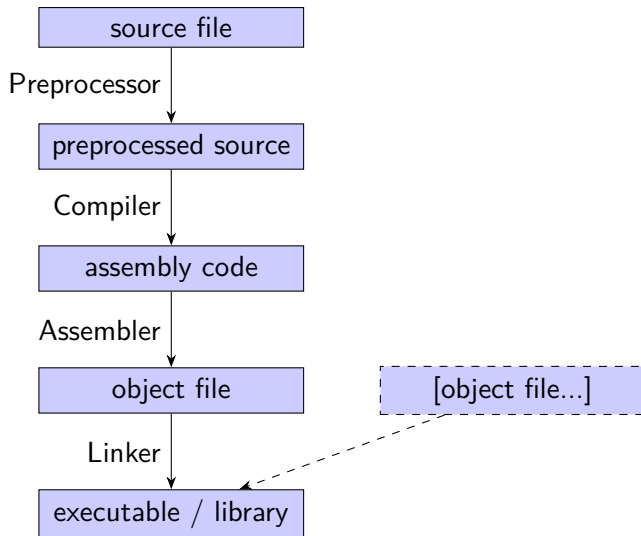 source file
Preprocessor
preprocessed source
Compiler
assembly code
Assembler
object file
[object file...]
Linker
executable / library